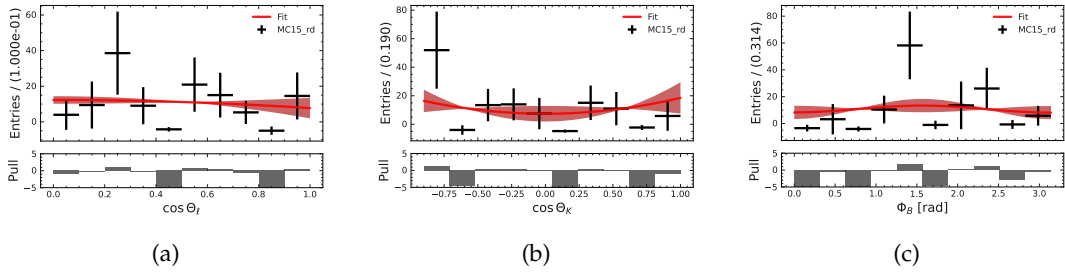 Entries / (1.000e-01)
60
40
20
0
Fit
MC15_rd
Pull
5
0
−5
0.0 0.2 0.4 0.6 0.8 1.0
cos Θℓ
(a)
Entries / (0.190)
80
60
40
20
0
Fit
MC15_rd
Pull
5
0
−5
−0.75 −0.50 −0.25 0.00 0.25 0.50 0.75 1.00
cos ΘK
(b)
Entries / (0.314)
80
60
40
20
0
Fit
MC15_rd
Pull
5
0
−5
0.0 0.5 1.0 1.5 2.0 2.5 3.0
ΦB [rad]
(c)